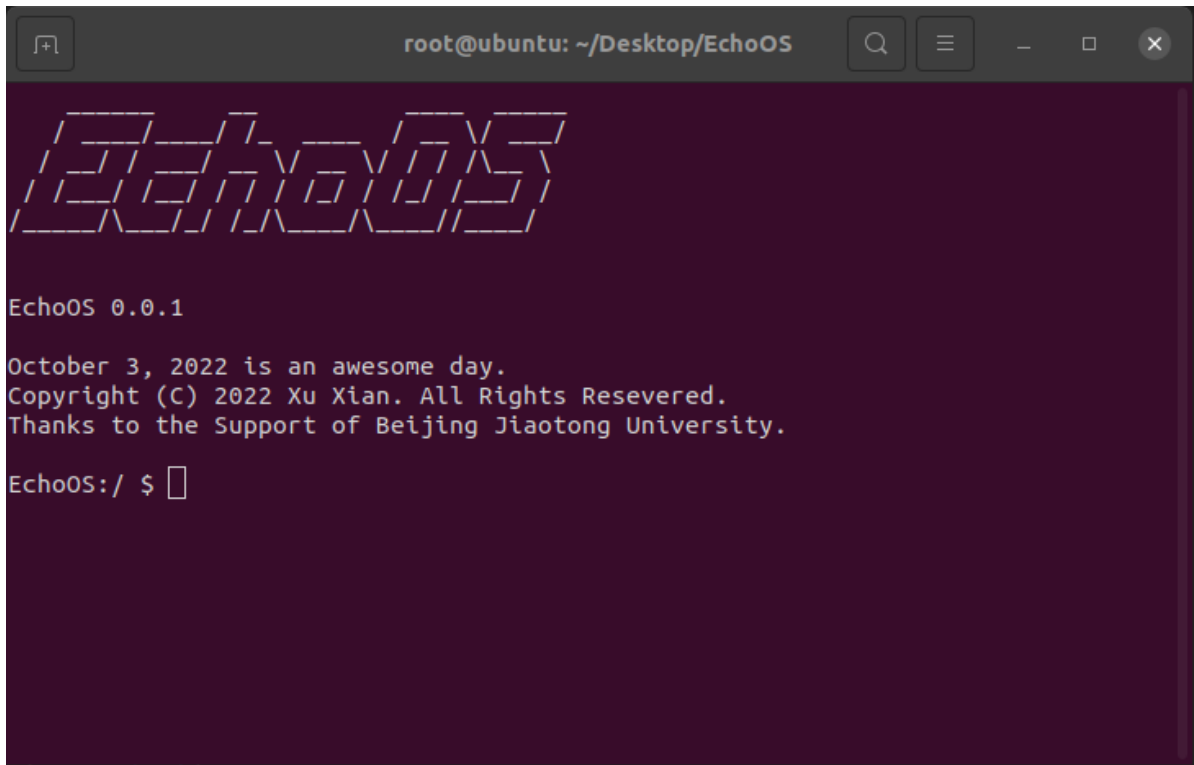 root@ubuntu: ~/Desktop/EchoOS
EchoOS
EchoOS 0.0.1
October 3, 2022 is an awesome day.
Copyright (C) 2022 Xu Xian. All Rights Resevered.
Thanks to the Support of Beijing Jiaotong University.
EchoOS:/ $